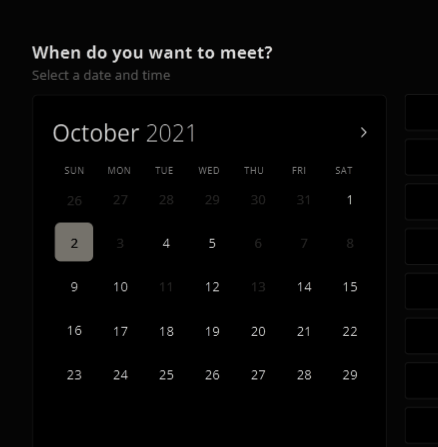 When do you want to meet?
Select a date and time
October 2021
SUN MON TUE WED THU FRI SAT
26 27 28 29 30 31 1
2 3 4 5 6 7 8
9 10 11 12 13 14 15
16 17 18 19 20 21 22
23 24 25 26 27 28 29